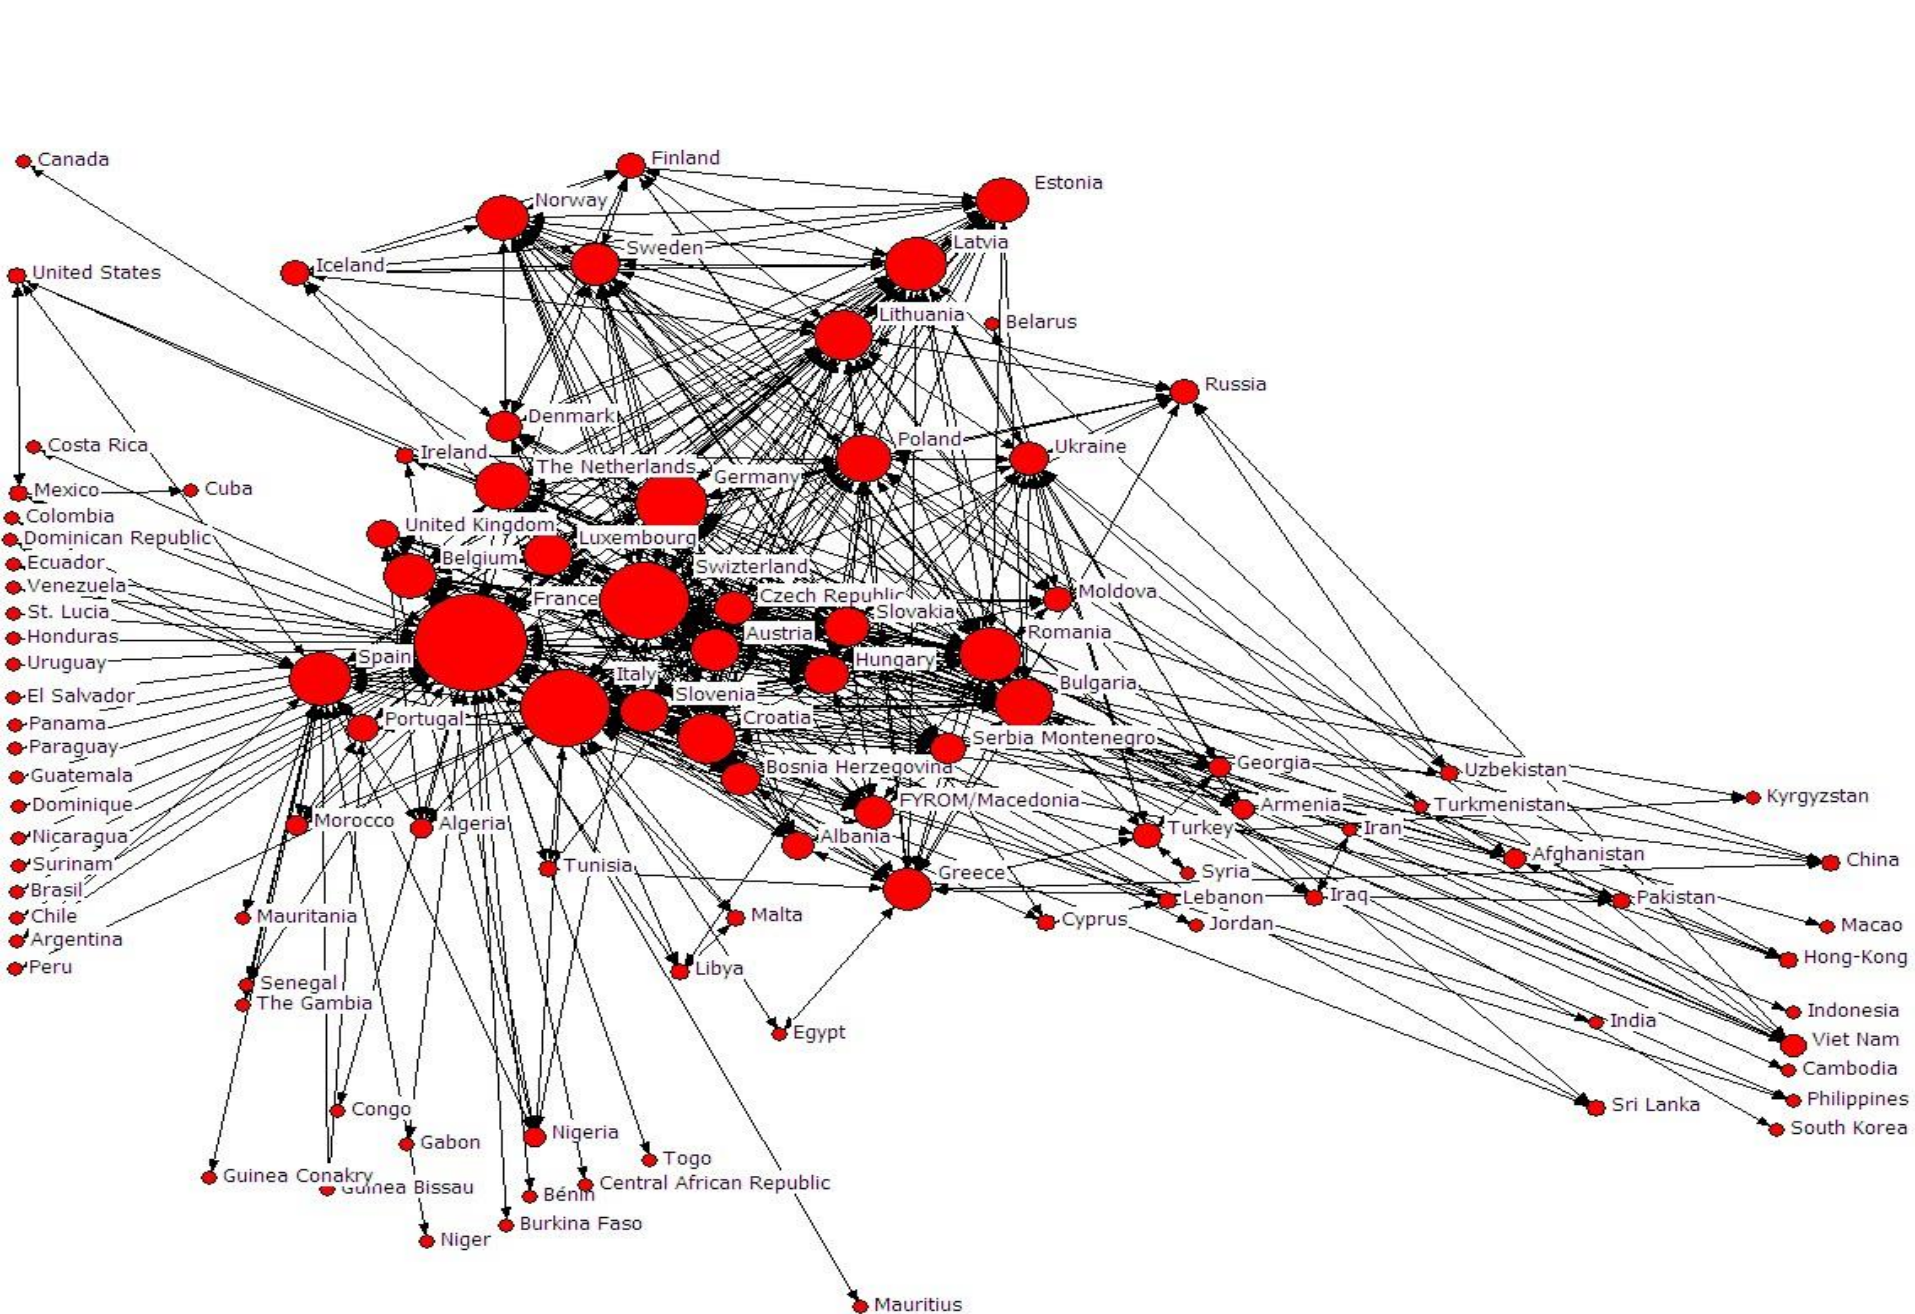 Canada
Finland
Estonia
Norway
Latvia
Sweden
Iceland
United States
Lithuania
Belarus
Russia
Denmark
Poland
Costa Rica
Ukraine
Ireland
The Netherlands
Germany
Mexico
Cuba
Colombia
United Kingdom
Dominican Republic
Luxembourg
Belgium
Ecuador
Swizterland
Venezuela
Moldova
Czech Republic
France
St. Lucia
Slovakia
Honduras
Austria
Romania
Spain
Uruguay
Hungary
Italy
Bulgaria
El Salvador
Slovenia
Portugal
Croatia
Panama
Serbia Montenegro
Paraguay
Georgia
Bosnia Herzegovina
Uzbekistan
Guatemala
Kyrgyzstan
FYROM/Macedonia
Dominique
Armenia
Turkmenistan
Morocco
Algeria
Turkey
Iran
Nicaragua
Albania
Afghanistan
China
Surinam
Tunisia
Greece
Syria
Brasil
Lebanon
Iraq
Pakistan
Chile
Mauritania
Malta
Cyprus
Jordan
Macao
Argentina
Hong-Kong
Peru
Libya
Senegal
The Gambia
Indonesia
India
Egypt
Viet Nam
Cambodia
Philippines
Sri Lanka
Congo
South Korea
Nigeria
Gabon
Togo
Guinea Conakry
Central African Republic
Guinea Bissau
Bénin
Burkina Faso
Niger
Mauritius